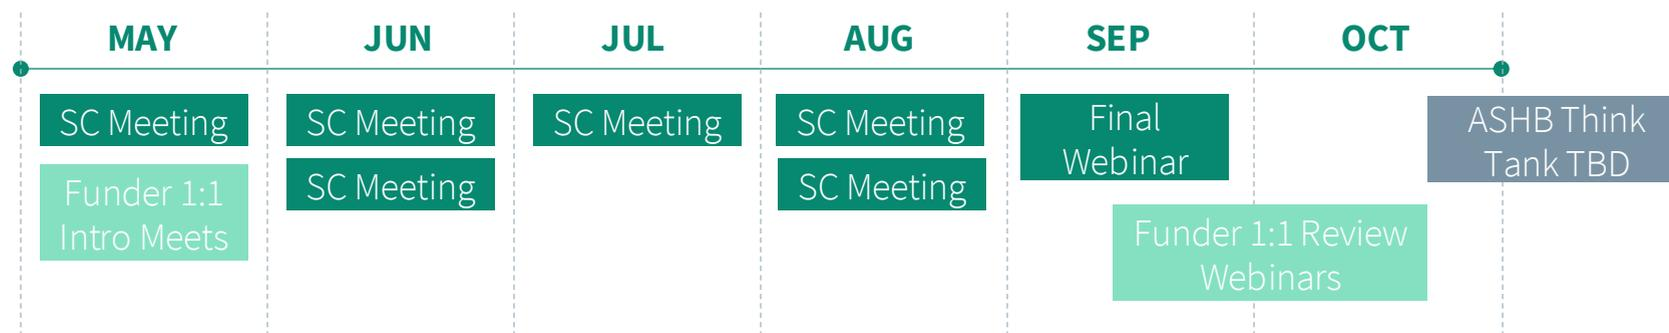 MAY
JUN
JUL
AUG
SEP
OCT
SC Meeting
SC Meeting
SC Meeting
SC Meeting
Final
Webinar
ASHB Think
Tank TBD
Funder 1:1
Intro Meets
SC Meeting
SC Meeting
Funder 1:1 Review
Webinars